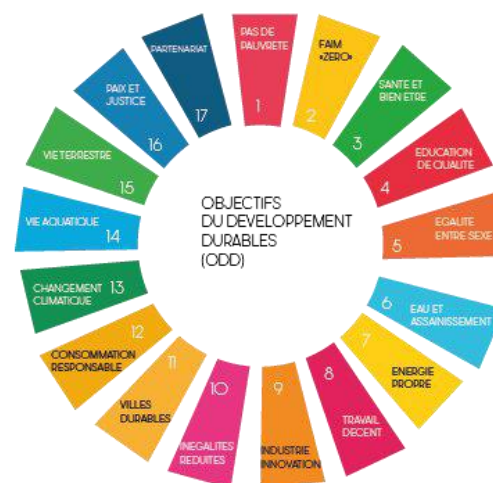 OBJECTIFS
DU DEVELOPPEMENT
DURABLES
(ODD)
PAS DE
PAUVRETE
1
FAIM
«ZERO»
2
SANTE ET
BIEN ETRE
3
EDUCATION
DE QUALITE
4
EGALITE
ENTRE SEXE
5
6
EAU ET
ASSAINISSEMENT
7
ENERGIE
PROPRE
8
TRAVAIL
DECENT
9
INDUSTRIE
INNOVATION
10
INEGALITES
REDUITES
11
VILLES
DURABLES
12
CONSOMMATION
RESPONSABLE
CHANGEMENT
CLIMATIQUE
13
VIE AQUATIQUE
14
VIE TERRESTRE
15
PAIX ET
JUSTICE
16
PARTENARIAT
17